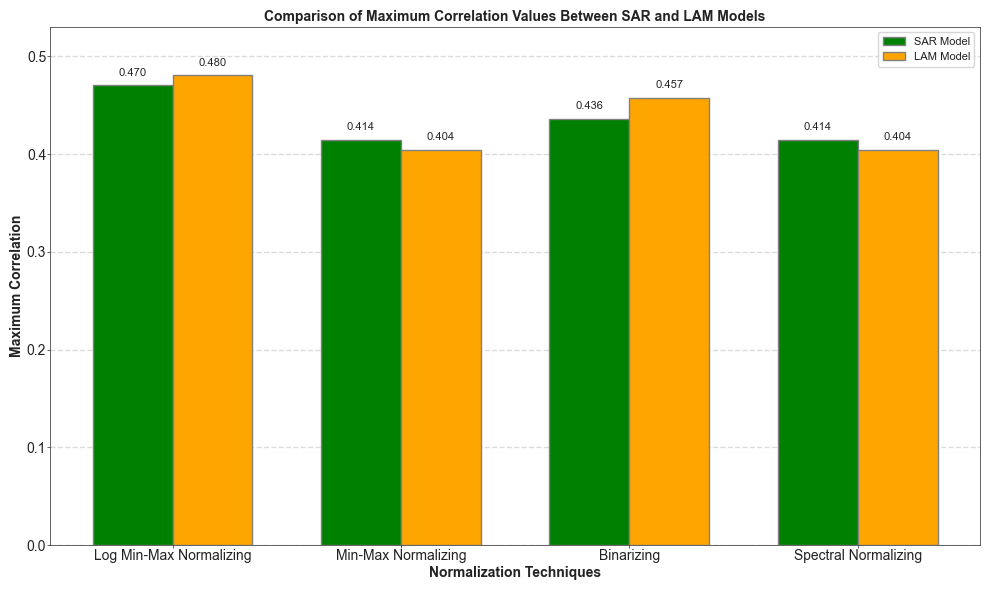 Comparison of Maximum Correlation Values Between SAR and LAM Models
SAR Model
LAM Model
0.5
0.4
0.3
0.2
0.1
0.0
Maximum Correlation
0.470
0.480
0.414
0.404
0.436
0.457
0.414
0.404
Log Min-Max Normalizing
Min-Max Normalizing
Binarizing
Spectral Normalizing
Normalization Techniques